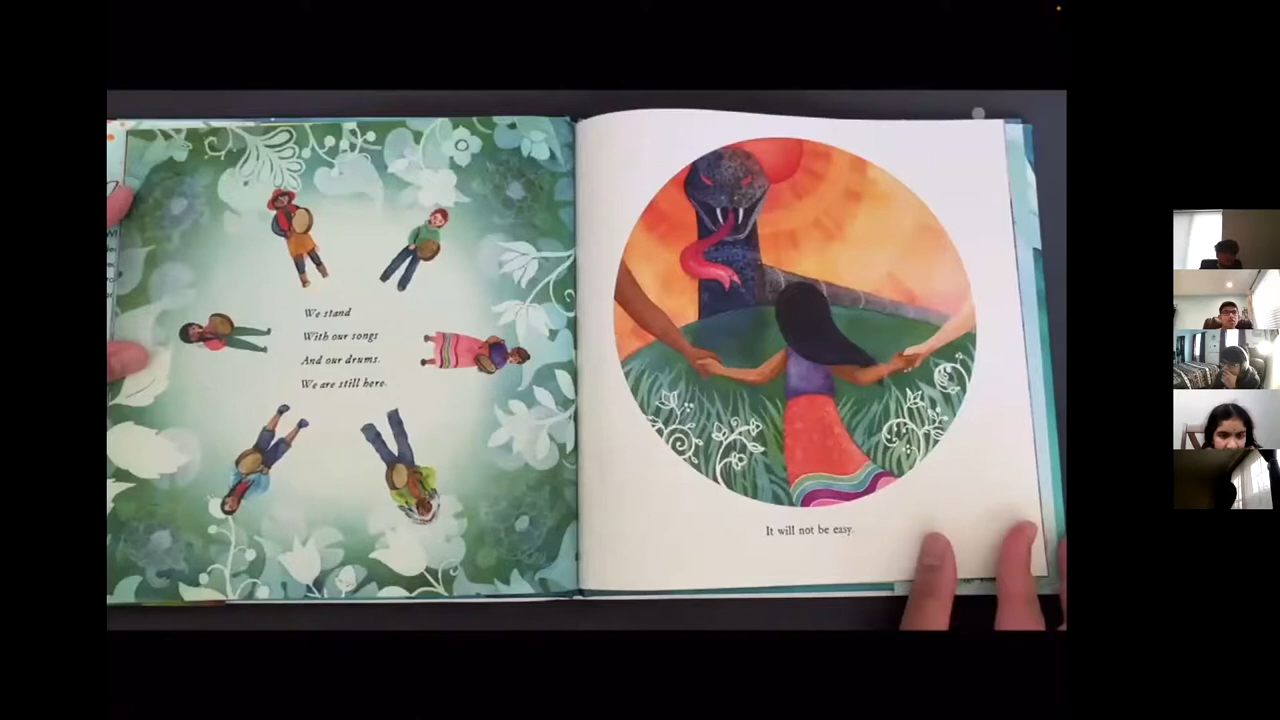 We stand
With our songs
And our drums.
We are still here.
It will not be easy.